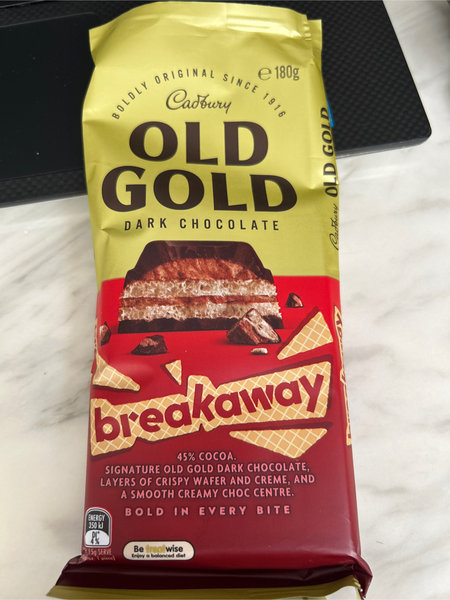 BOLDLY ORIGINAL SINCE 1916
e 180g
Cadbury
OLD
GOLD
DARK CHOCOLATE
Cadbury OLD GOLD
breakaway
45% COCOA.
SIGNATURE OLD GOLD DARK CHOCOLATE,
LAYERS OF CRISPY WAFER AND CREME, AND
A SMOOTH CREAMY CHOC CENTRE.
BOLD IN EVERY BITE
ENERGY
350 kJ
4%
Be treatwise
Enjoy a balanced diet